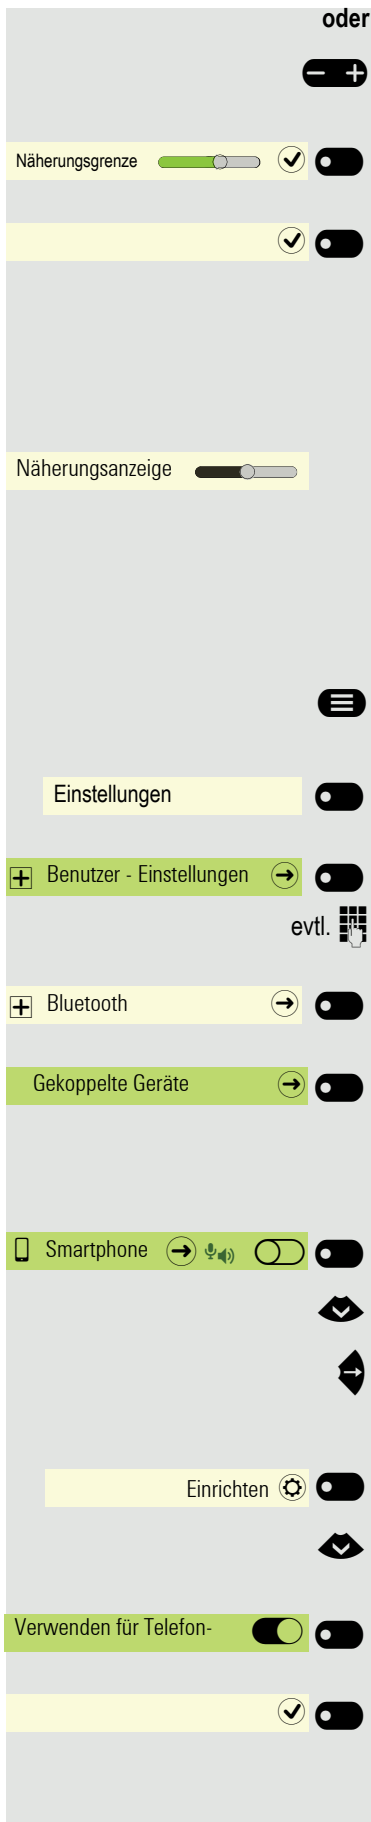 oder
Näherungsgrenze
Näherungsanzeige
Einstellungen
Benutzer - Einstellungen
evtl.
Bluetooth
Gekoppelte Geräte
Smartphone
Einrichten
Verwenden für Telefon-